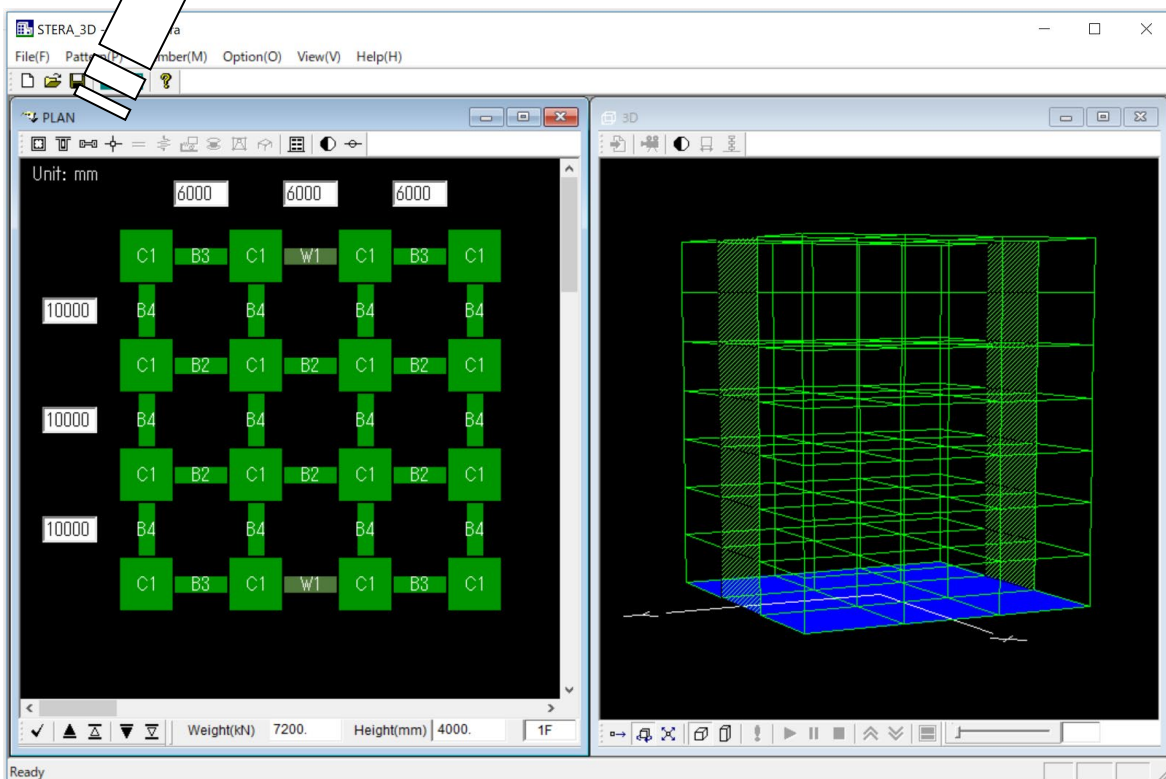 STERA_3D -
File(F) Option(O) View(V) Help(H)
PLAN
Unit: mm
6000 6000 6000
C1 B3 C1 W1 C1 B3 C1
10000 B4 B4 B4 B4
C1 B2 C1 B2 C1 B2 C1
10000 B4 B4 B4 B4
C1 B2 C1 B2 C1 B2 C1
10000 B4 B4 B4 B4
C1 B3 C1 W1 C1 B3 C1
Weight(kN) 7200. Height(mm) 4000. 1F
3D
Ready